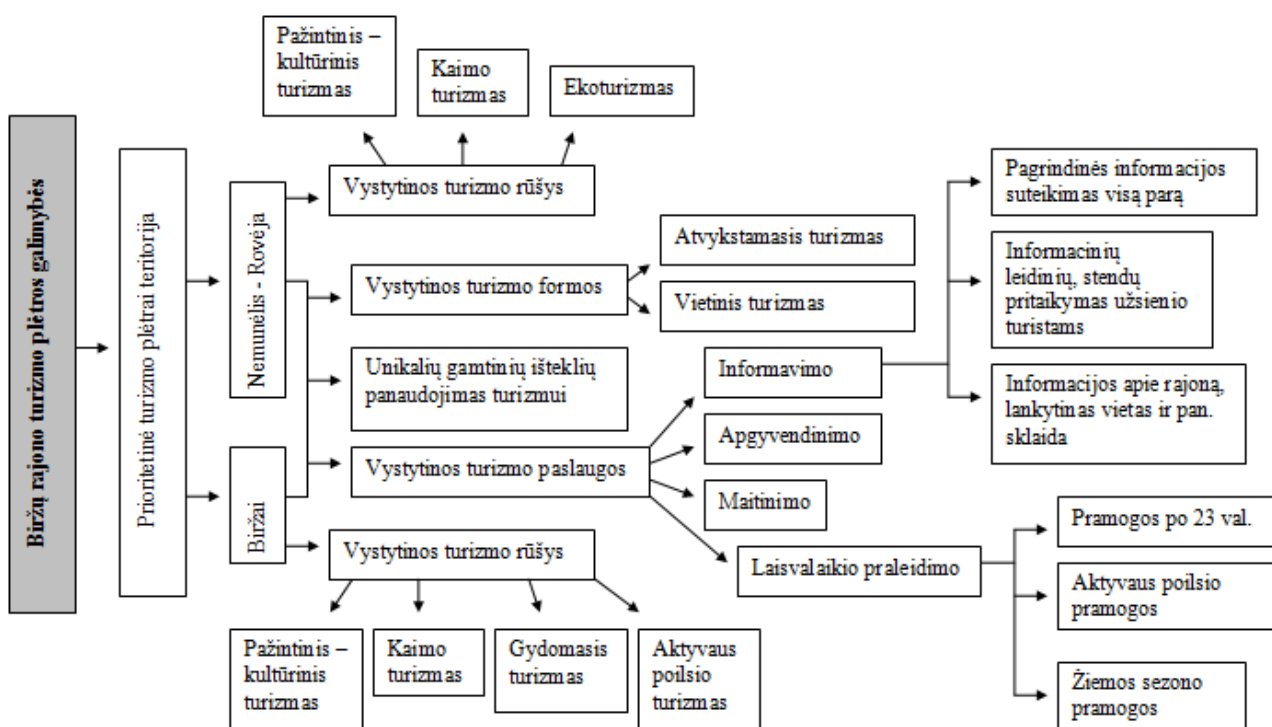 Biržų rajono turizmo plėtros galimybės
Prioritetinė turizmo plėtrai teritorija
Nemunėlis - Rovėja
Biržai
Pažintinis –
kultūrinis
turizmas
Kaimo
turizmas
Ekoturizmas
Vystytinos turizmo rūšys
Vystytinos turizmo formos
Atvykstamasis turizmas
Vietinis turizmas
Unikalių gamtinių išteklių
panaudojimas turizmui
Vystytinos turizmo paslaugos
Informavimo
Apgyvendinimo
Maitinimo
Laisvalaikio praleidimo
Pagrindinės informacijos
suteikimas visą parą
Informacinių
leidinių, stendų
pritaikymas užsienio
turistams
Informacijos apie rajoną,
lankytinas vietas ir pan.
sklaida
Pramogos po 23 val.
Aktyvaus poilsio
pramogos
Žiemos sezono
pramogos
Vystytinos turizmo rūšys
Pažintinis –
kultūrinis
turizmas
Kaimo
turizmas
Gydomasis
turizmas
Aktyvaus
poilsio
turizmas